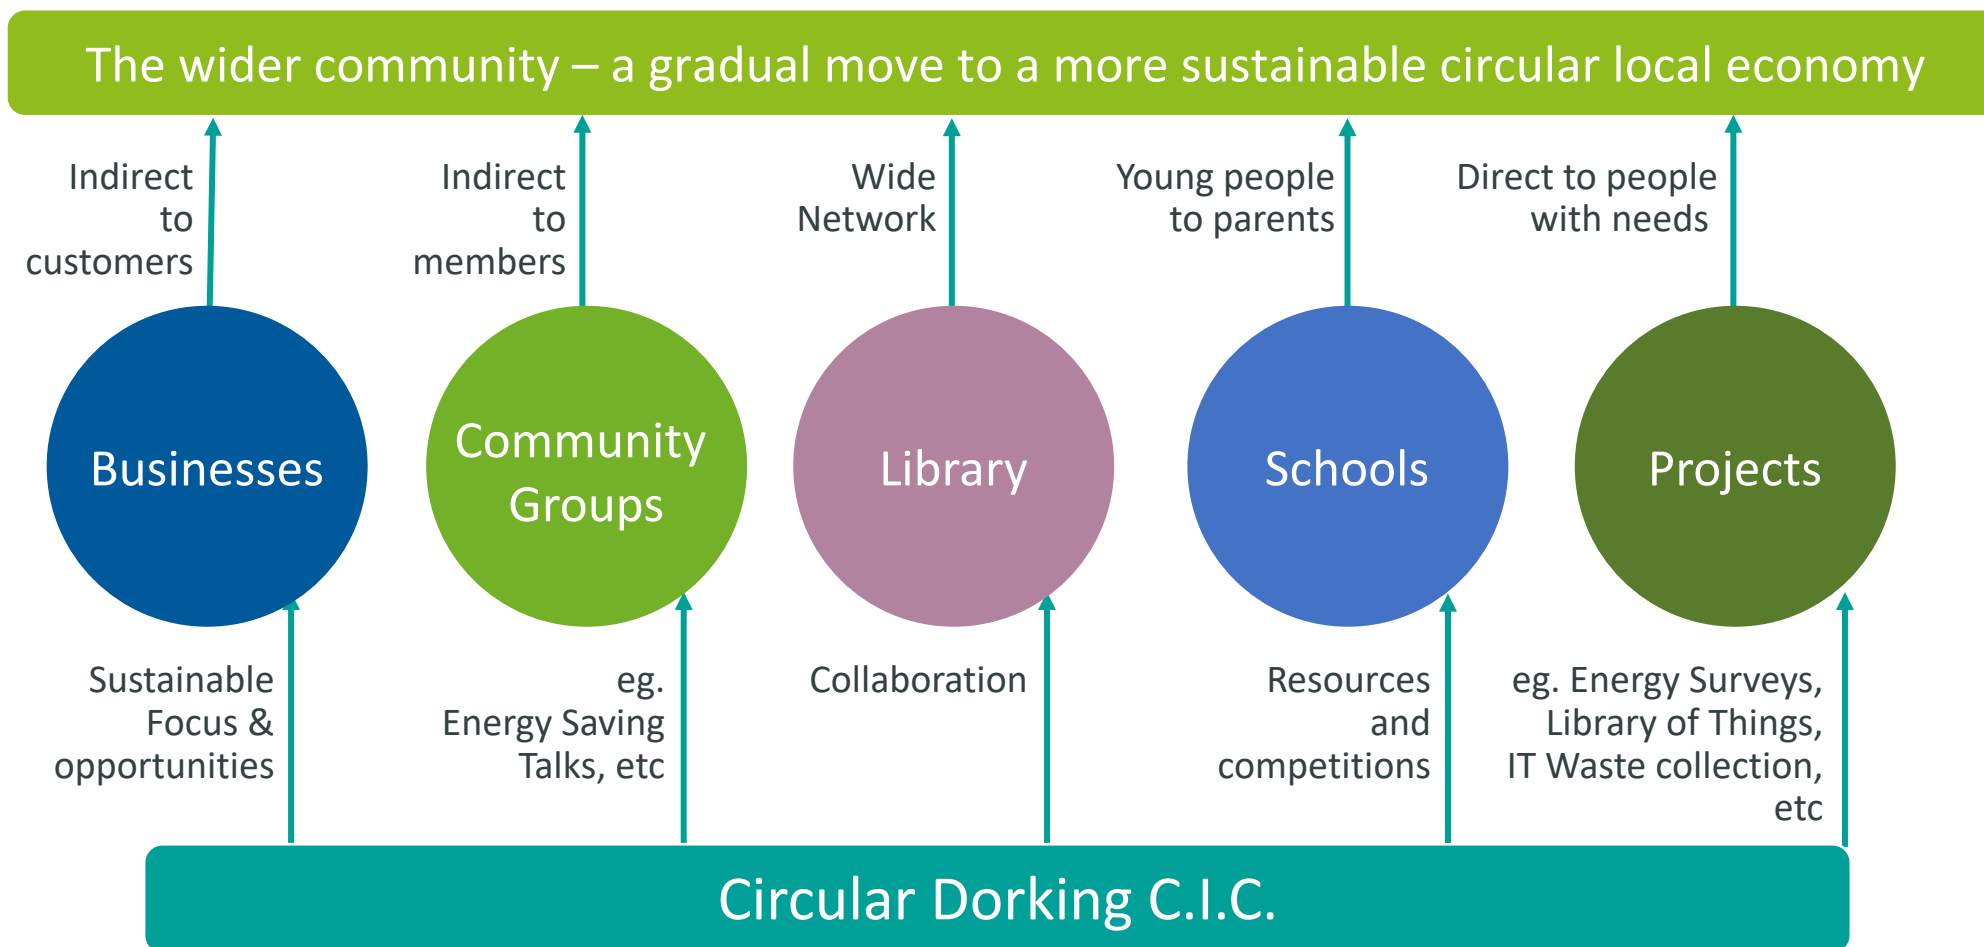 The wider community – a gradual move to a more sustainable circular local economy
Indirect
to
customers
Indirect
to
members
Wide
Network
Young people
to parents
Direct to people
with needs
Businesses
Community
Groups
Library
Schools
Projects
Sustainable
Focus &
opportunities
eg.
Energy Saving
Talks, etc
Collaboration
Resources
and
competitions
eg. Energy Surveys,
Library of Things,
IT Waste collection,
etc
Circular Dorking C.I.C.